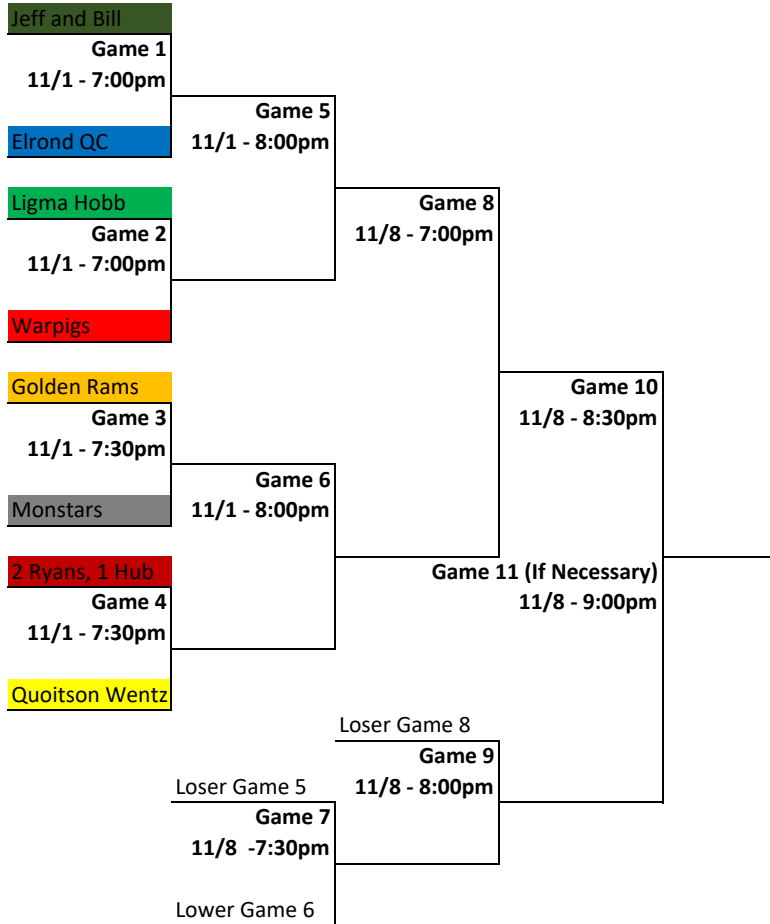 Jeff and Bill
Game 1
11/1 - 7:00pm
Game 5
Elrond QC
11/1 - 8:00pm
Ligma Hobb
Game 8
Game 2
11/8 - 7:00pm
11/1 - 7:00pm
Warpigs
Golden Rams
Game 10
Game 3
11/8 - 8:30pm
11/1 - 7:30pm
Game 6
Monstars
11/1 - 8:00pm
2 Ryans, 1 Hub
Game 11 (If Necessary)
Game 4
11/8 - 9:00pm
11/1 - 7:30pm
Quoitson Wentz
Loser Game 8
Game 9
Loser Game 5
11/8 - 8:00pm
Game 7
11/8 -7:30pm
Lower Game 6